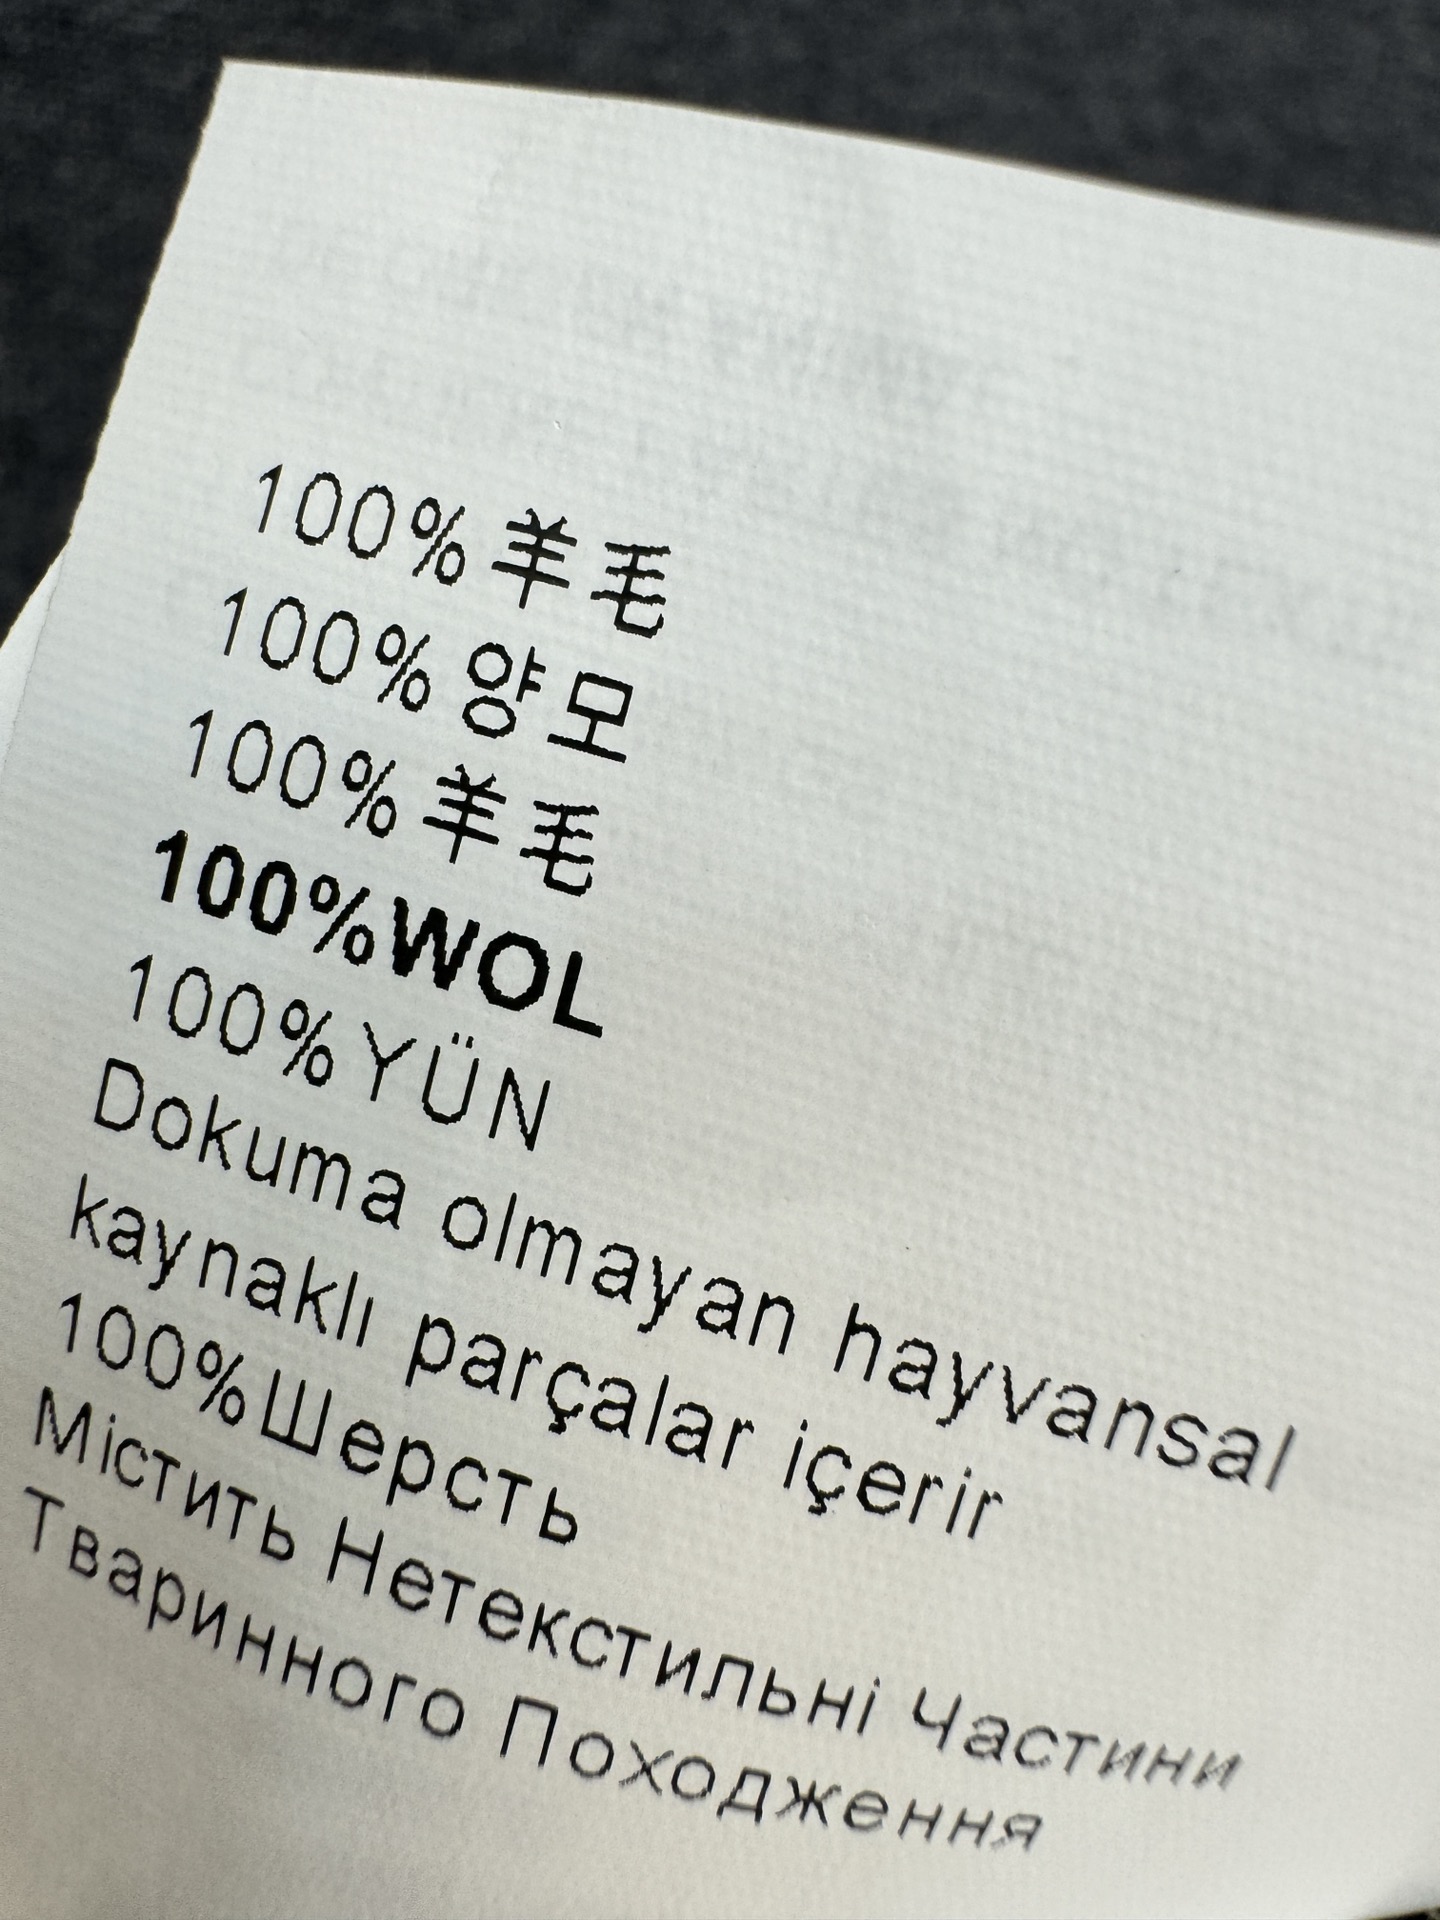 100%羊毛
100%양모
100%羊毛
100%WOL
100%YÜN
Dokuma olmayan hayvansal
kaynaklı parçalar içerir
100%Шерсть
Містить Нетекстильні Частини
Тваринного Походження